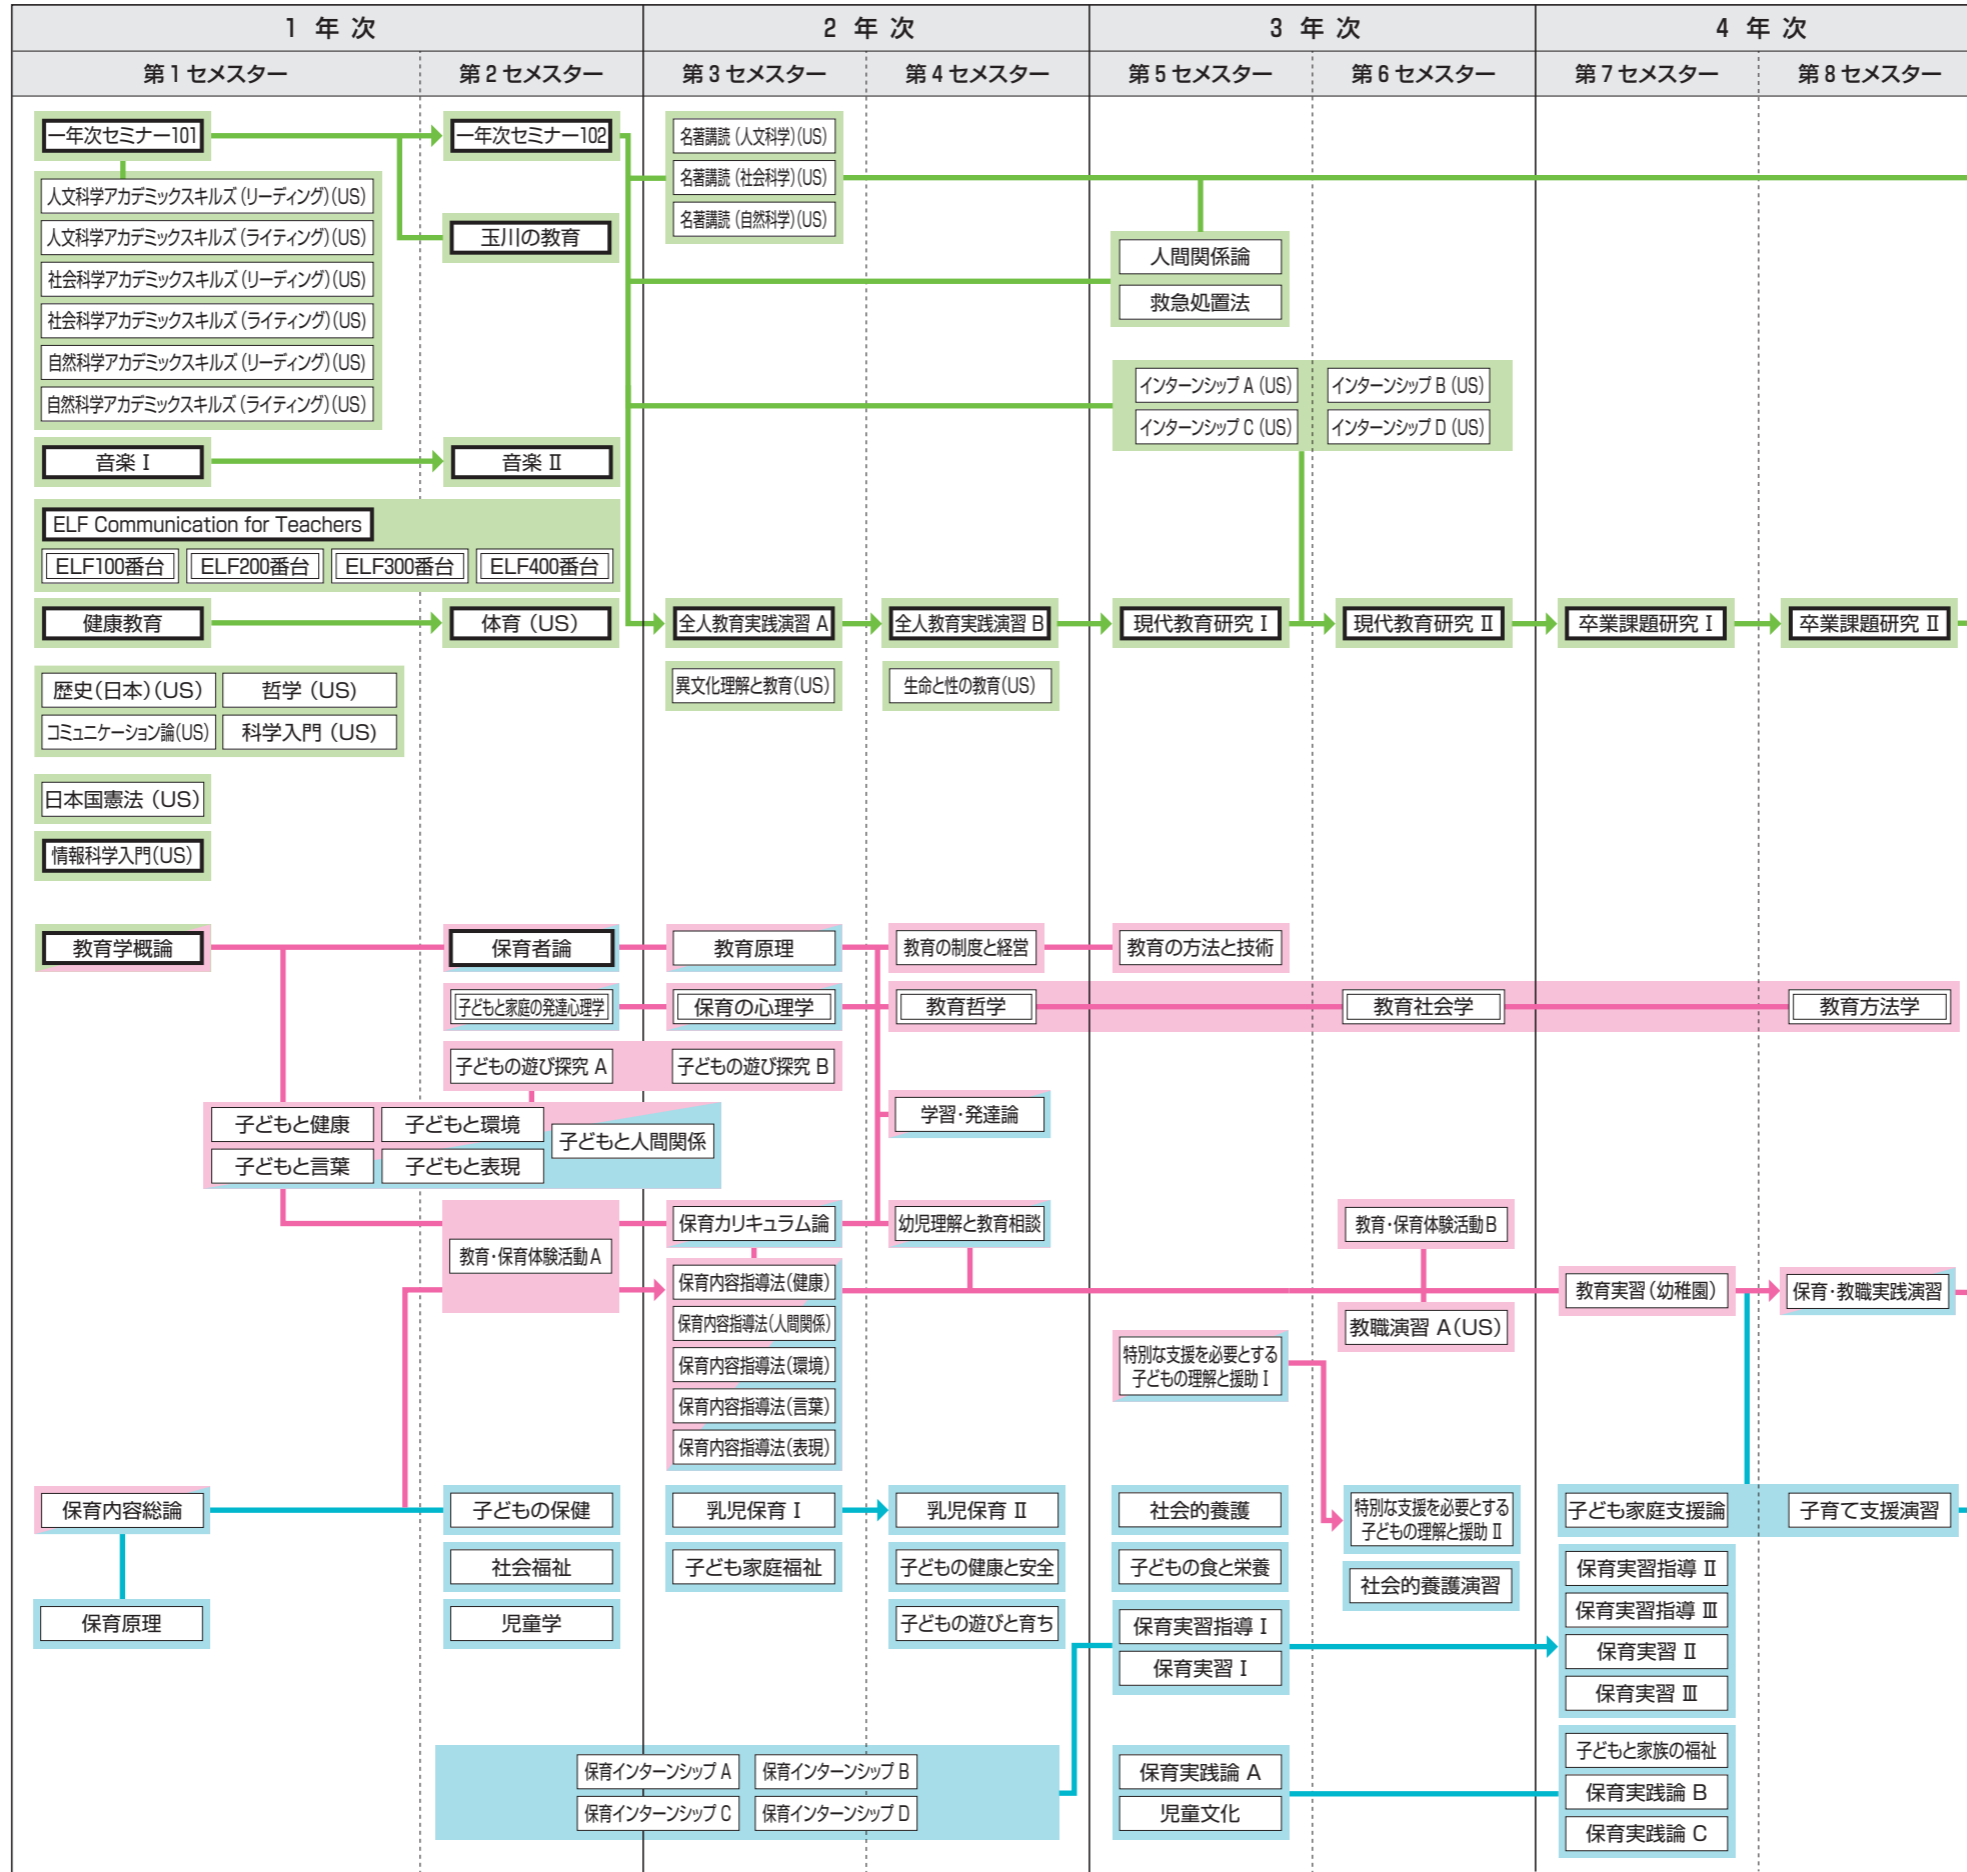 1 年 次
2 年 次
3 年 次
4 年 次
第1セメスター
第2セメスター
第3セメスター
第4セメスター
第5セメスター
第6セメスター
第7セメスター
第8セメスター
一年次セミナー101
一年次セミナー102
名著講読(人文科学)(US)
名著講読(社会科学)(US)
名著講読(自然科学)(US)
人文科学アカデミックスキルズ(リーディング)(US)
人文科学アカデミックスキルズ(ライティング)(US)
社会科学アカデミックスキルズ(リーディング)(US)
社会科学アカデミックスキルズ(ライティング)(US)
自然科学アカデミックスキルズ(リーディング)(US)
自然科学アカデミックスキルズ(ライティング)(US)
玉川の教育
人間関係論
救急処置法
インターンシップ A (US)
インターンシップ B (US)
インターンシップ C (US)
インターンシップ D (US)
音楽 Ⅰ
音楽 Ⅱ
ELF Communication for Teachers
ELF100番台
ELF200番台
ELF300番台
ELF400番台
健康教育
体育 (US)
全人教育実践演習 A
全人教育実践演習 B
現代教育研究 Ⅰ
現代教育研究 Ⅱ
卒業課題研究 Ⅰ
卒業課題研究 Ⅱ
歴史(日本)(US)
哲学 (US)
異文化理解と教育(US)
生命と性の教育(US)
コミュニケーション論(US)
科学入門 (US)
日本国憲法 (US)
情報科学入門(US)
教育学概論
保育者論
教育原理
教育の制度と経営
教育の方法と技術
子どもと家庭の発達心理学
保育の心理学
教育哲学
教育社会学
教育方法学
子どもの遊び探究 A
子どもの遊び探究 B
子どもと健康
子どもと環境
子どもと人間関係
子どもと言葉
子どもと表現
学習・発達論
教育・保育体験活動A
保育カリキュラム論
幼児理解と教育相談
教育・保育体験活動B
保育内容指導法(健康)
保育内容指導法(人間関係)
保育内容指導法(環境)
保育内容指導法(言葉)
保育内容指導法(表現)
教育実習(幼稚園)
保育・教職実践演習
教職演習 A(US)
特別な支援を必要とする
子どもの理解と援助 Ⅰ
保育内容総論
子どもの保健
乳児保育 Ⅰ
乳児保育 Ⅱ
社会的養護
特別な支援を必要とする
子どもの理解と援助 Ⅱ
子ども家庭支援論
子育て支援演習
社会福祉
子ども家庭福祉
子どもの健康と安全
子どもの食と栄養
社会的養護演習
保育実習指導 Ⅱ
保育実習指導 Ⅲ
保育実習 Ⅱ
保育実習 Ⅲ
保育原理
児童学
子どもの遊びと育ち
保育実習指導 Ⅰ
保育実習 Ⅰ
保育インターンシップ A
保育インターンシップ B
保育インターンシップ C
保育インターンシップ D
保育実践論 A
児童文化
子どもと家族の福祉
保育実践論 B
保育実践論 C